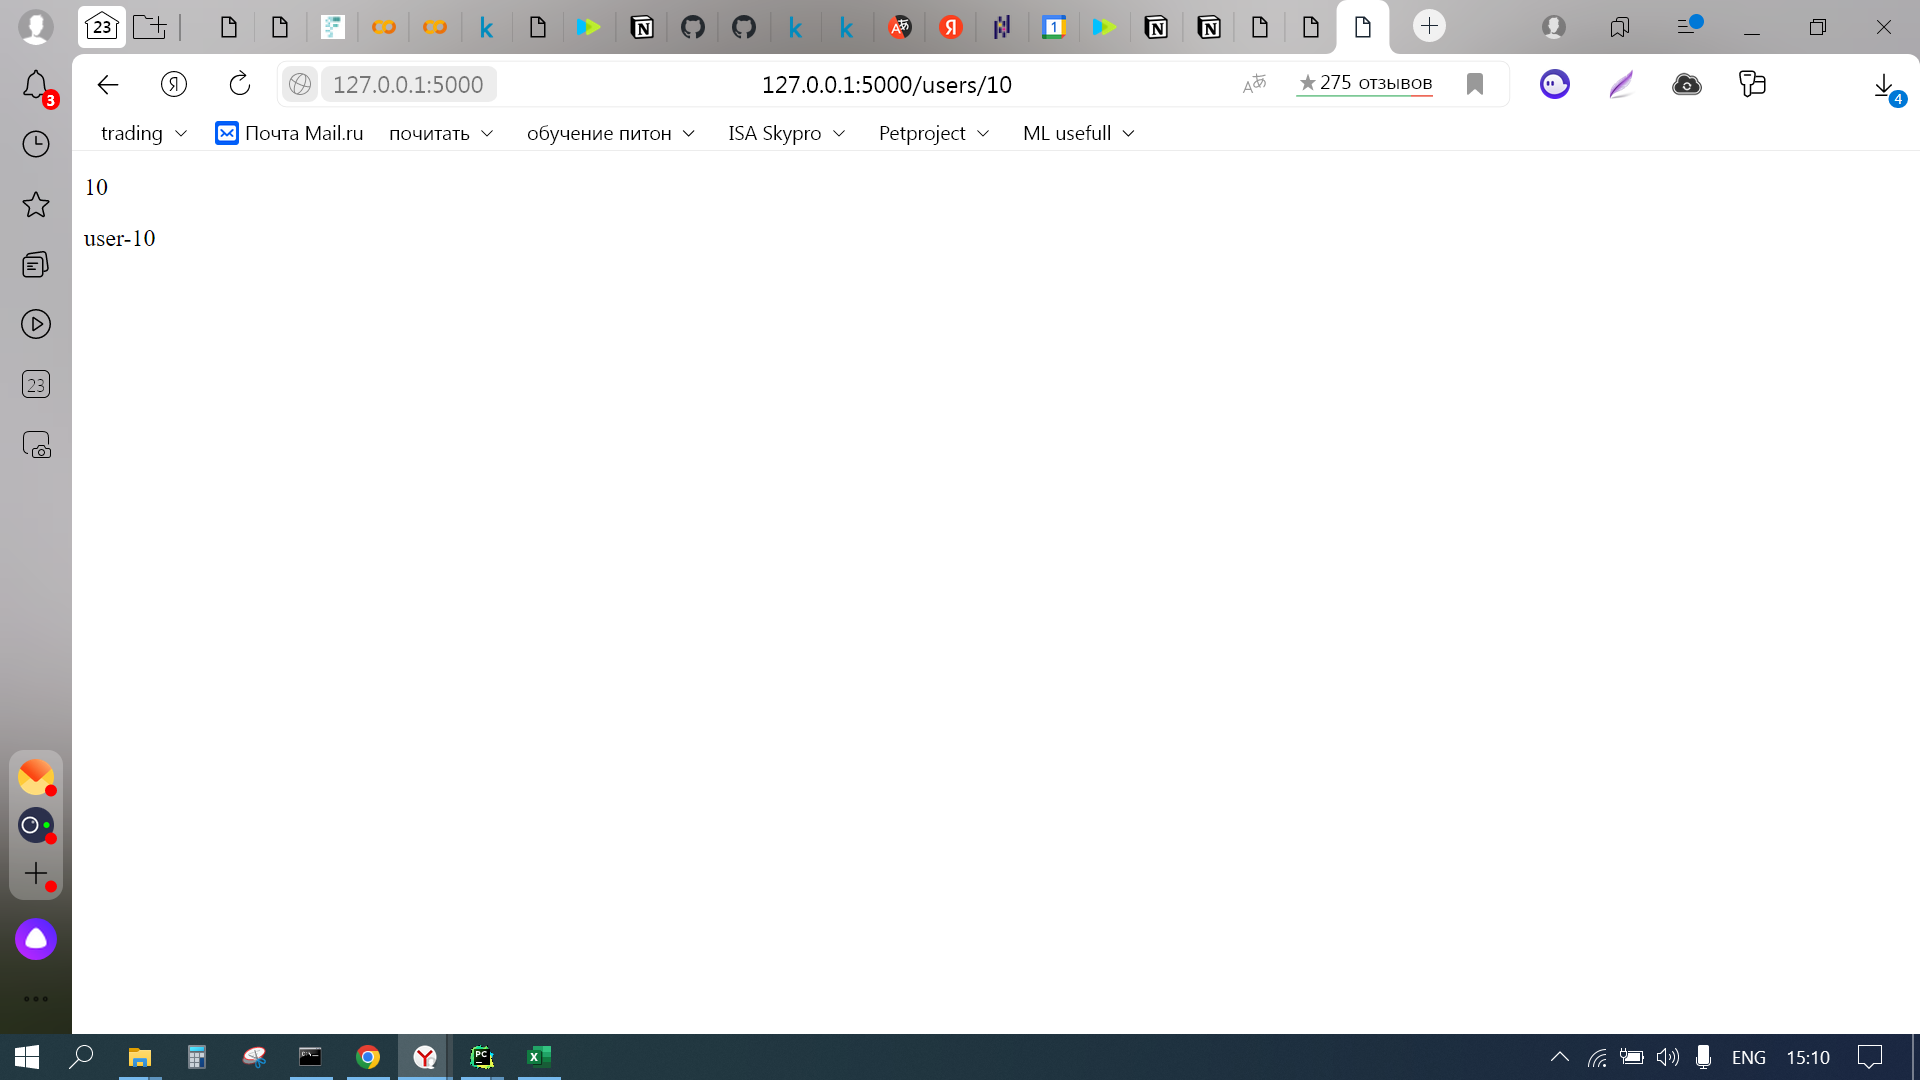 23
3
127.0.0.1:5000
127.0.0.1:5000/users/10
275 отзывов
4
trading
Почта Mail.ru
почитать
обучение питон
ISA Skypro
Petproject
ML usefull
10
user-10
23
ENG
15:10